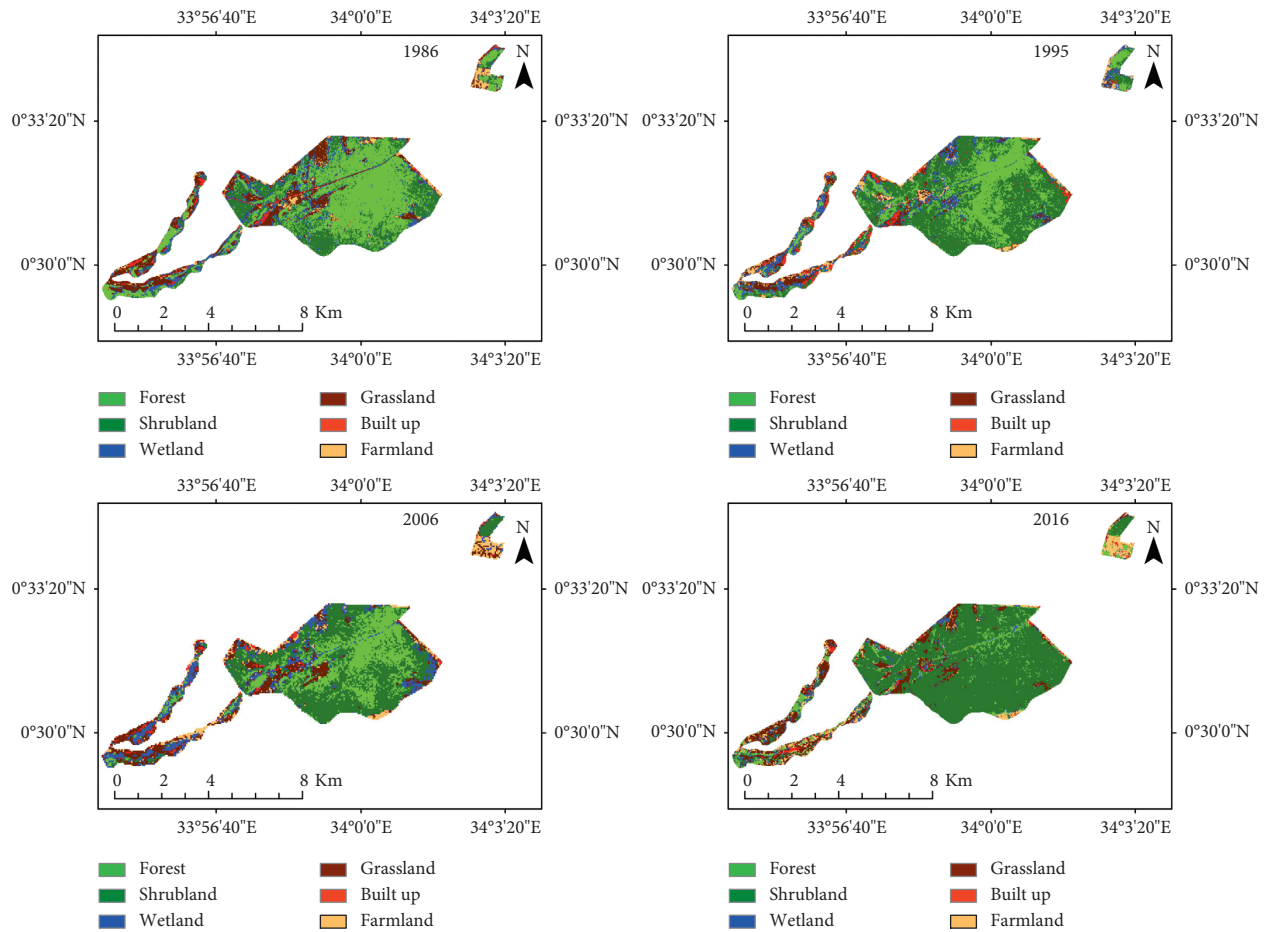 33°56'40"E 34°0'0"E 34°3'20"E
1986 N
0°33'20"N 0°33'20"N
0°30'0"N 0°30'0"N
0 2 4 8 Km
33°56'40"E 34°0'0"E 34°3'20"E
Forest Grassland
Shrubland Built up
Wetland Farmland
33°56'40"E 34°0'0"E 34°3'20"E
1995 N
0°33'20"N 0°33'20"N
0°30'0"N 0°30'0"N
0 2 4 8 Km
33°56'40"E 34°0'0"E 34°3'20"E
Forest Grassland
Shrubland Built up
Wetland Farmland
33°56'40"E 34°0'0"E 34°3'20"E
2006 N
0°33'20"N 0°33'20"N
0°30'0"N 0°30'0"N
0 2 4 8 Km
33°56'40"E 34°0'0"E 34°3'20"E
Forest Grassland
Shrubland Built up
Wetland Farmland
33°56'40"E 34°0'0"E 34°3'20"E
2016 N
0°33'20"N 0°33'20"N
0°30'0"N 0°30'0"N
0 2 4 8 Km
33°56'40"E 34°0'0"E 34°3'20"E
Forest Grassland
Shrubland Built up
Wetland Farmland